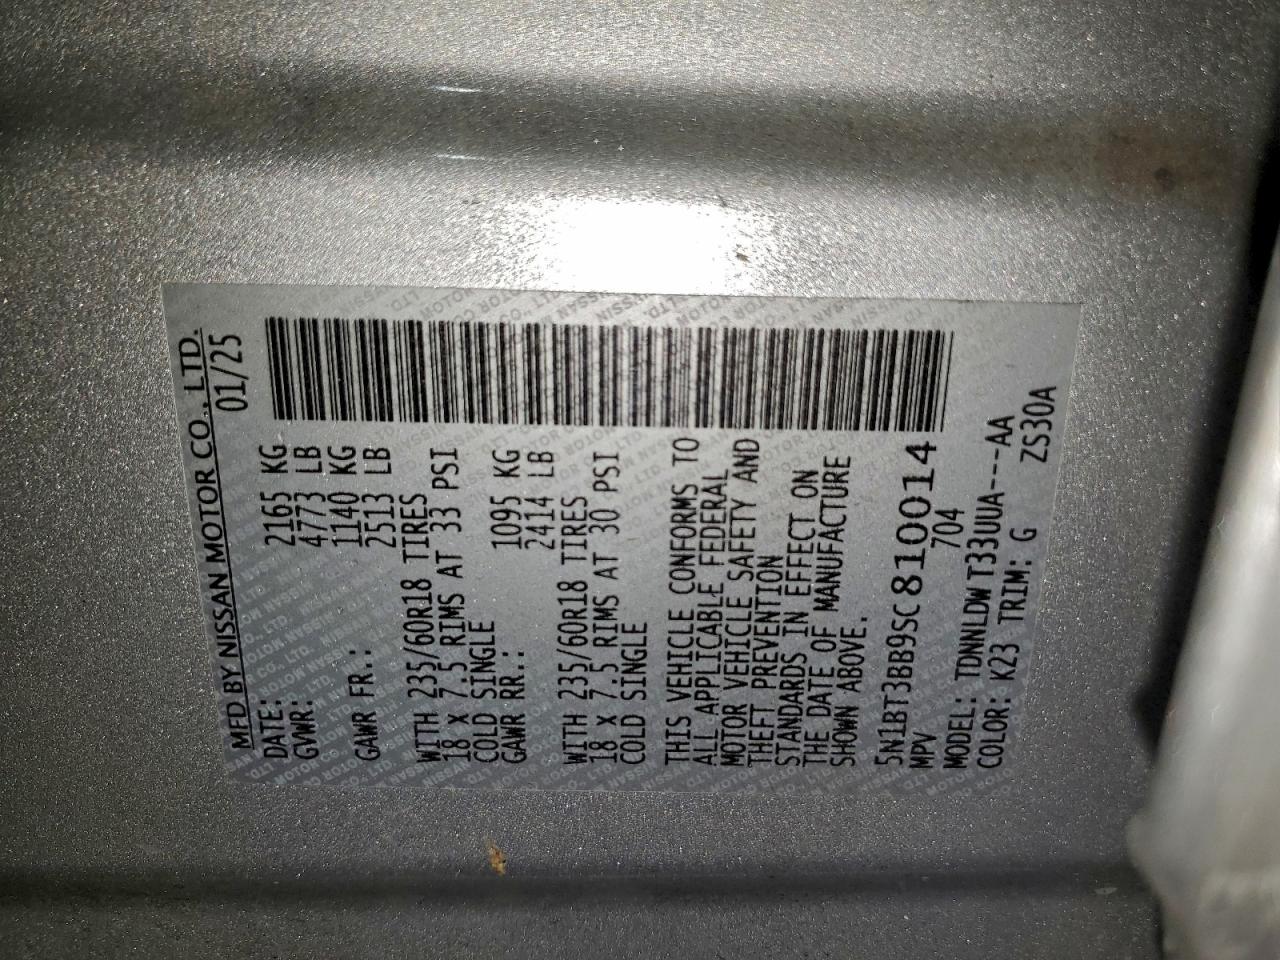 MFD BY NISSAN MOTOR CO., LTD.
DATE: 01/25
GVWR: 2165 KG
4773 LB
GAWR FR.: 1140 KG
2513 LB
WITH 235/60R18 TIRES
18 X 7.5 RIMS AT 33 PSI
COLD SINGLE
GAWR RR.: 1095 KG
2414 LB
WITH 235/60R18 TIRES
18 X 7.5 RIMS AT 30 PSI
COLD SINGLE
THIS VEHICLE CONFORMS TO
ALL APPLICABLE FEDERAL
MOTOR VEHICLE SAFETY AND
THEFT PREVENTION
STANDARDS IN EFFECT ON
THE DATE OF MANUFACTURE
SHOWN ABOVE.
5N1BT3BB9SC810014
MPV 704
MODEL: TDNNLDWT33UUA---AA
COLOR: K23 TRIM: G ZS30A